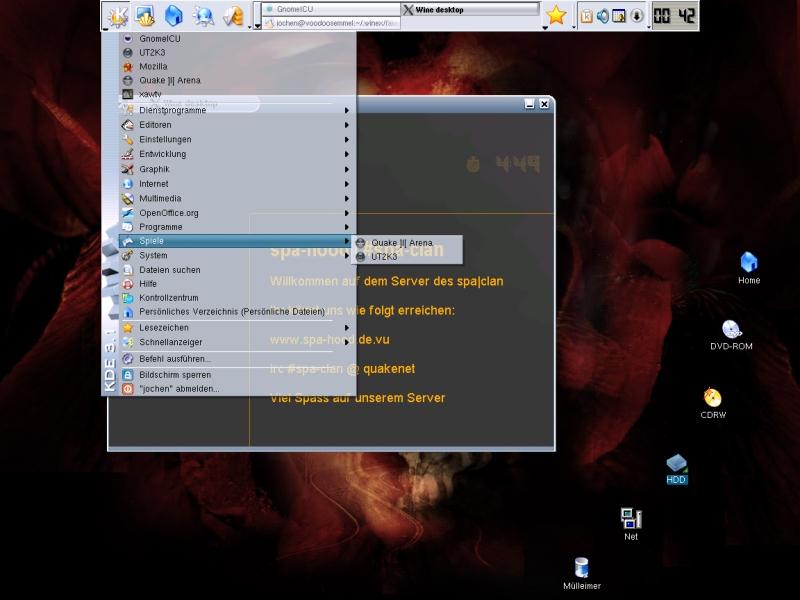 GnomeICU
Wine desktop
jochen@voodoosemmel:~/.winex/fa
00 42
GnomeICU
UT2K3
Mozilla
Quake ]|[ Arena
xawtv
Wine desktop
Dienstprogramme
Editoren
Einstellungen
Entwicklung
Graphik
4:49
Internet
Multimedia
OpenOffice.org
Programme
Spiele
Quake ]|[ Arena
UT2K3
spa-hood #spa-clan
System
Dateien suchen
Hilfe
Kontrollzentrum
Persönliches Verzeichnis (Persönliche Dateien)
Lesezeichen
Schnellanzeiger
Befehl ausführen...
Bildschirm sperren
"jochen" abmelden...
KDE 3.1
Willkommen auf dem Server des spa|clan
uns wie folgt erreichen:
www.spa-hood.de.vu
irc #spa-clan @ quakenet
Viel Spass auf unserem Server
Home
DVD-ROM
CDRW
HDD
Net
Mülleimer